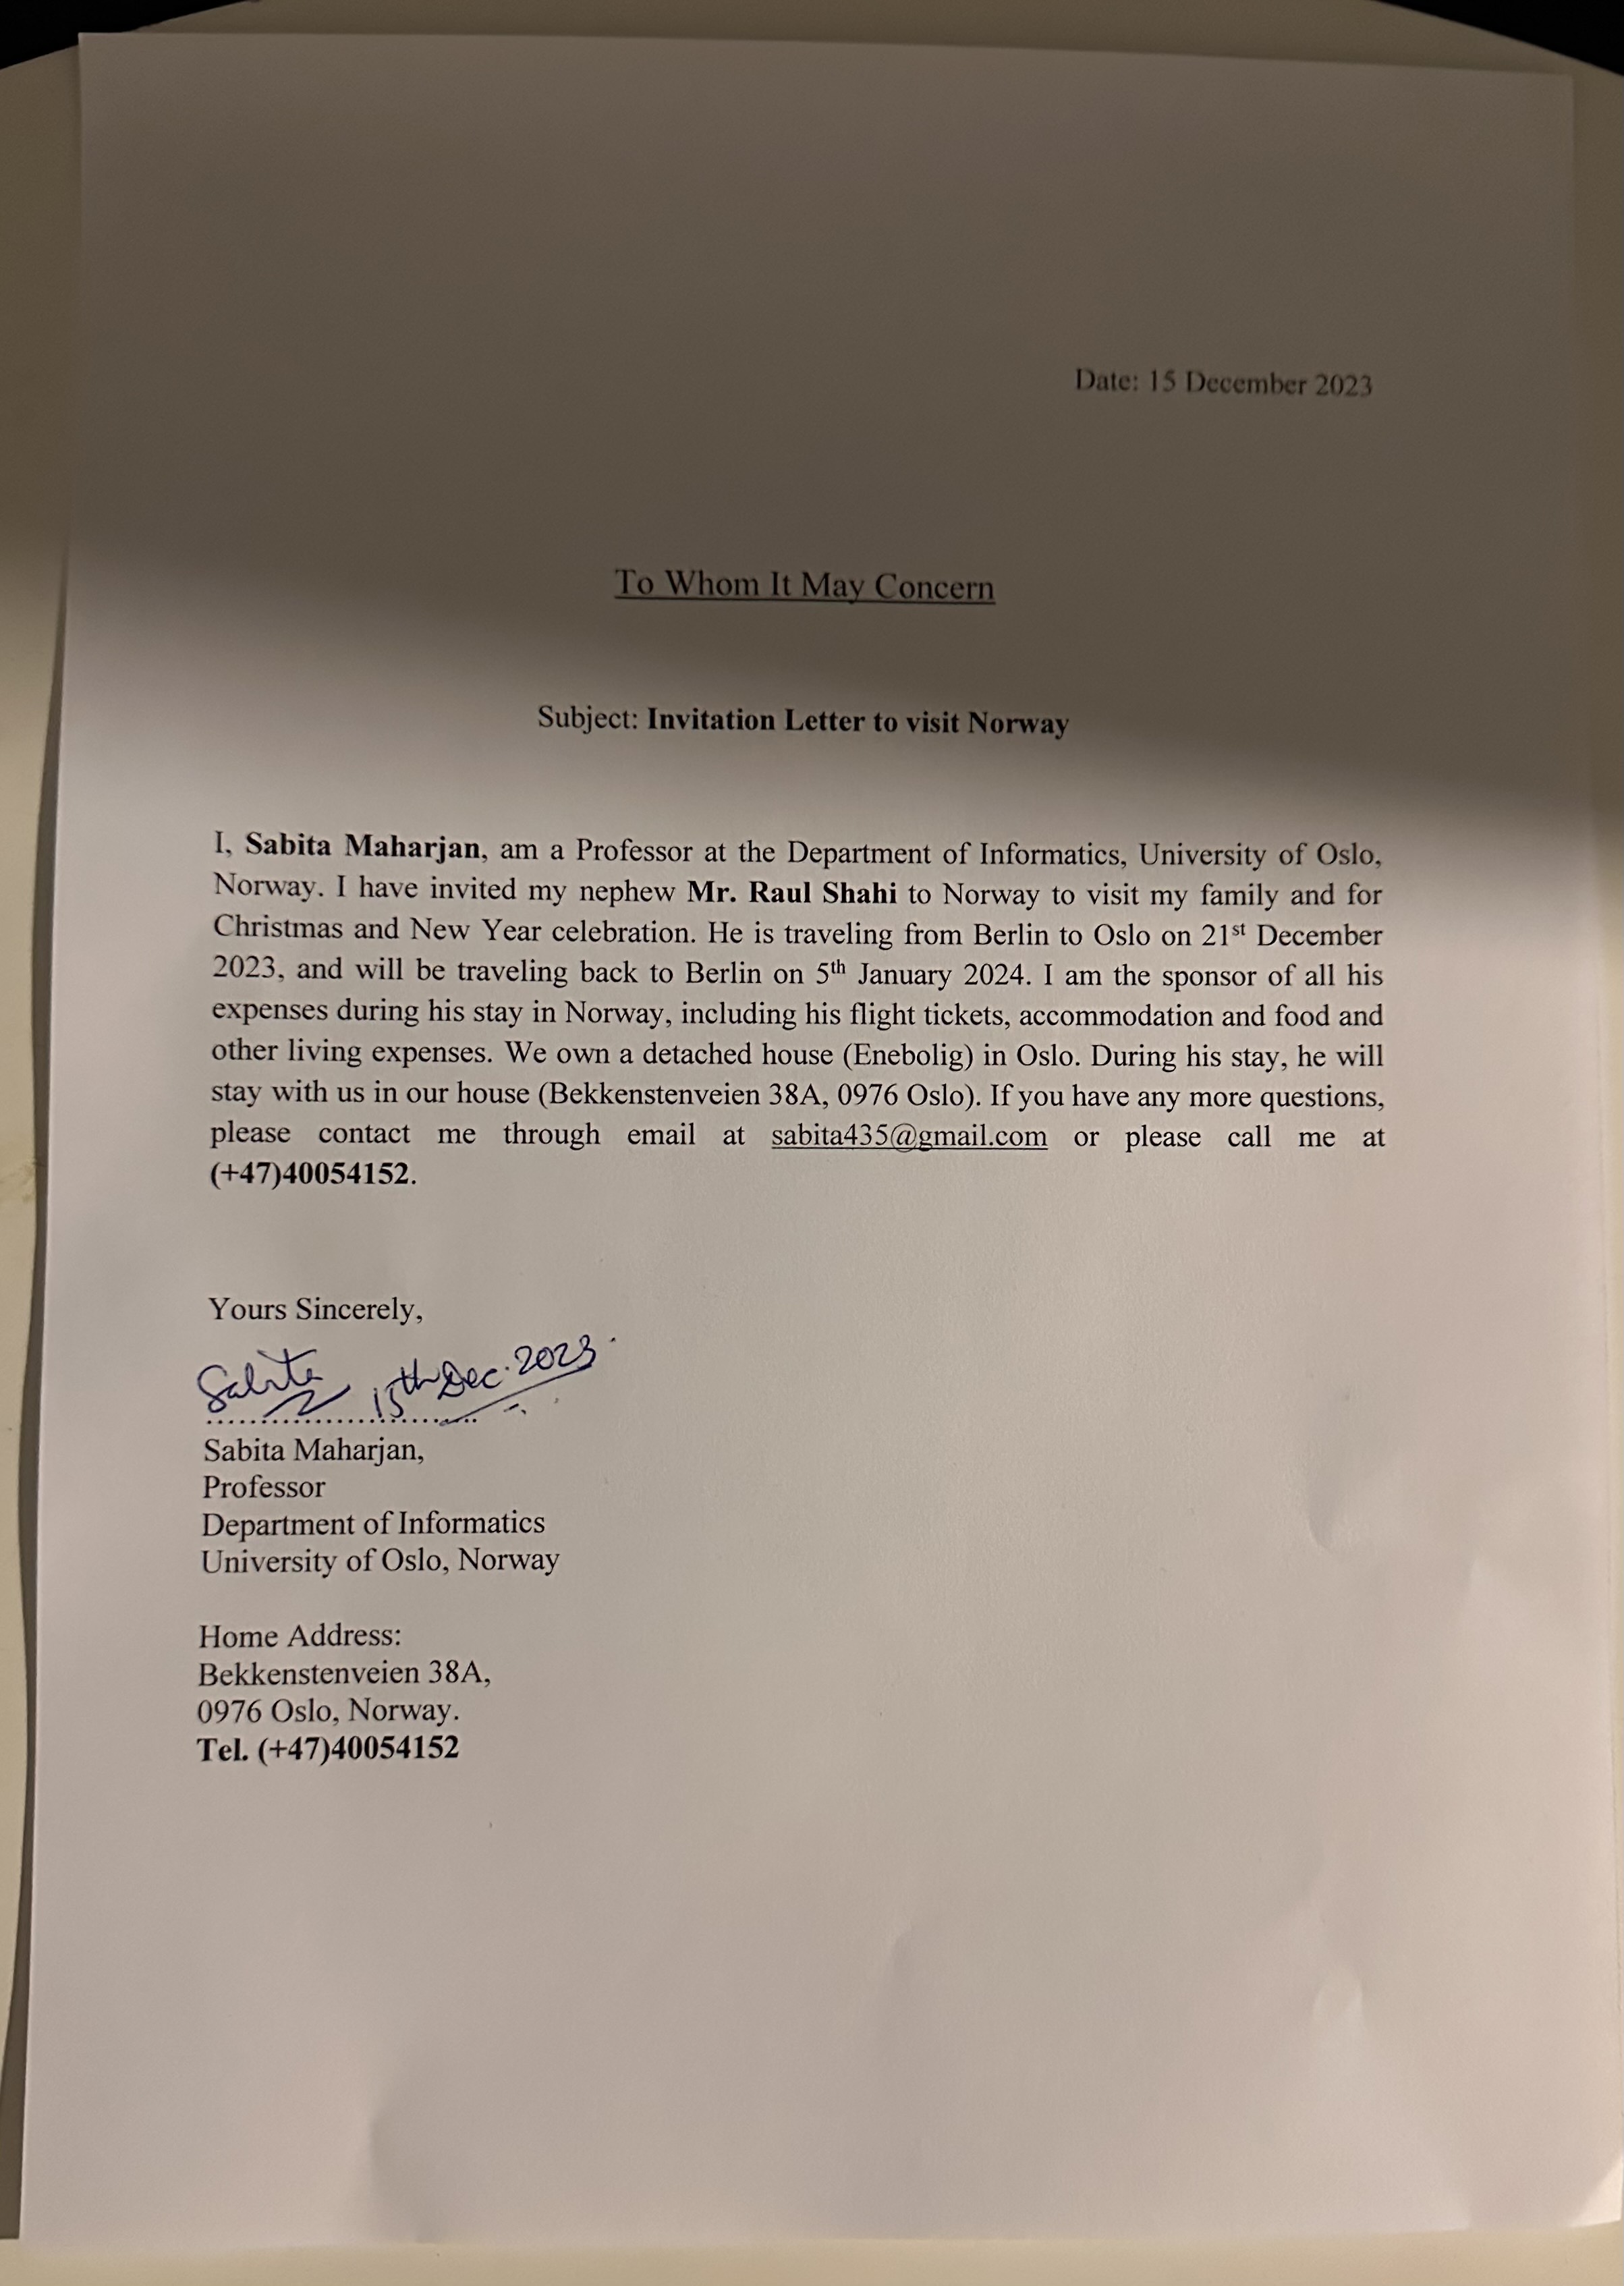 Date: 15 December 2023
To Whom It May Concern
Subject: Invitation Letter to visit Norway
I, Sabita Maharjan, am a Professor at the Department of Informatics, University of Oslo,
Norway. I have invited my nephew Mr. Raul Shahi to Norway to visit my family and for
Christmas and New Year celebration. He is traveling from Berlin to Oslo on 21st December
2023, and will be traveling back to Berlin on 5th January 2024. I am the sponsor of all his
expenses during his stay in Norway, including his flight tickets, accommodation and food and
other living expenses. We own a detached house (Enebolig) in Oslo. During his stay, he will
stay with us in our house (Bekkenstenveien 38A, 0976 Oslo). If you have any more questions,
please contact me through email at sabita435@gmail.com or please call me at
(+47)40054152.
Yours Sincerely,
Sabita 15th Dec. 2023
Sabita Maharjan,
Professor
Department of Informatics
University of Oslo, Norway
Home Address:
Bekkenstenveien 38A,
0976 Oslo, Norway.
Tel. (+47)40054152